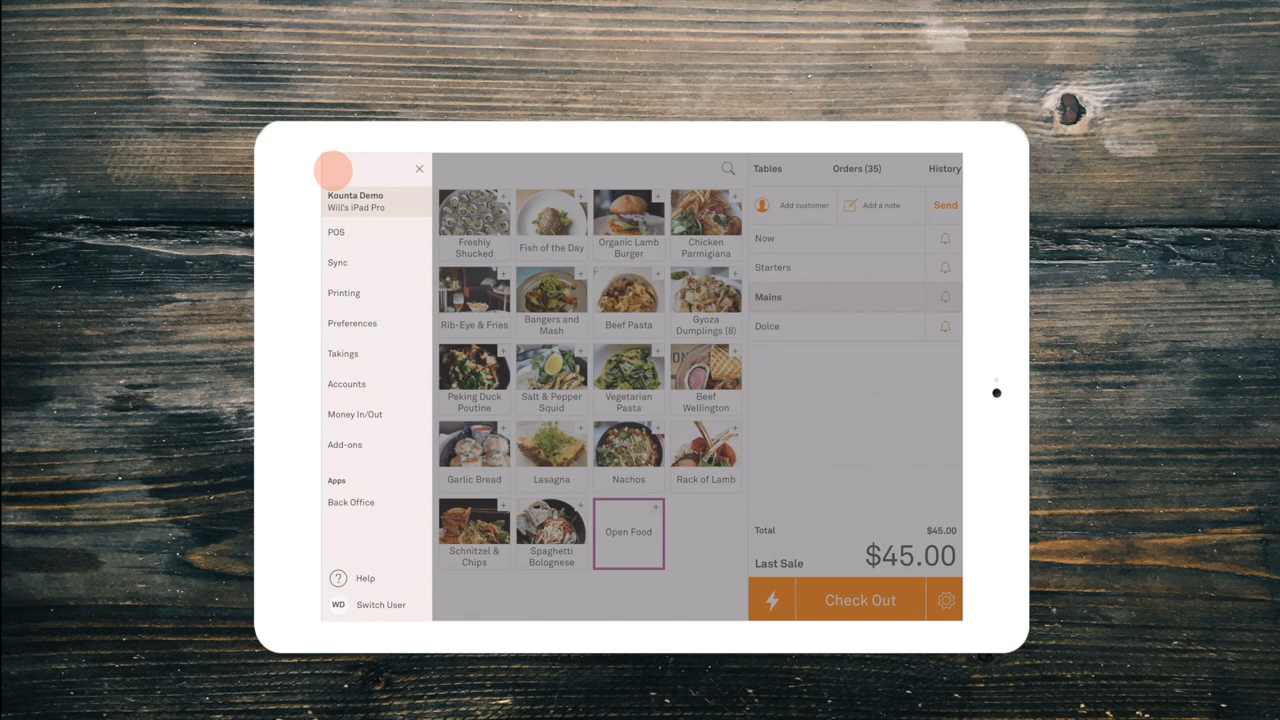 Kounta Demo
Will's iPad Pro
POS
Sync
Printing
Preferences
Takings
Accounts
Money In/Out
Add-ons
Apps
Back Office
Help
WD Switch User
Freshly
Shucked
Fish of the Day
Organic Lamb
Burger
Chicken
Parmigiana
Rib-Eye & Fries
Bangers and
Mash
Beef Pasta
Gyoza
Dumplings (8)
Peking Duck
Poutine
Salt & Pepper
Squid
Vegetarian
Pasta
Beef
Wellington
Garlic Bread
Lasagna
Nachos
Rack of Lamb
Schnitzel &
Chips
Spaghetti
Bolognese
Open Food
Tables Orders (35) History
Add customer Add a note Send
Now
Starters
Mains
Dolce
Total $45.00
Last Sale $45.00
Check Out